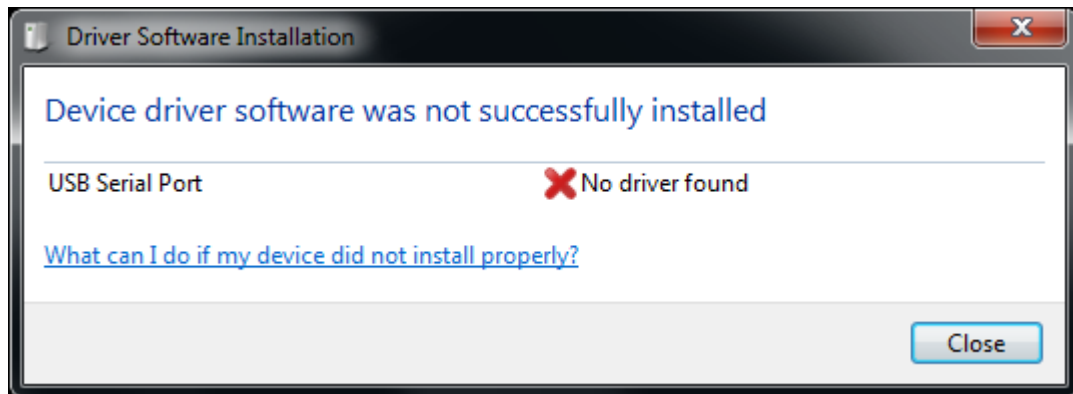 Driver Software Installation
Device driver software was not successfully installed
USB Serial Port No driver found
What can I do if my device did not install properly?
Close